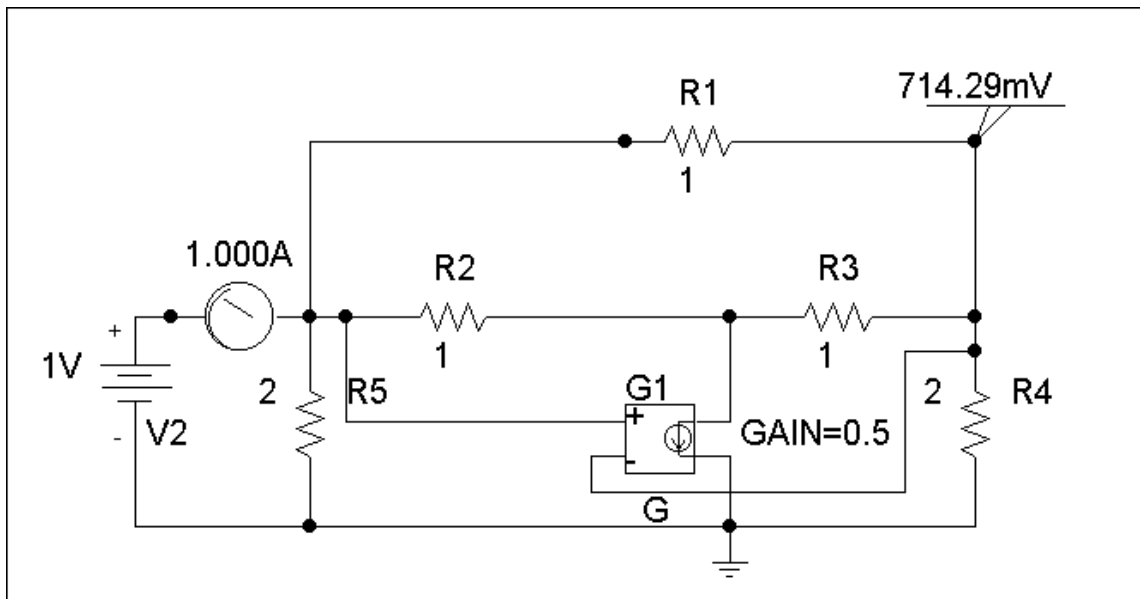 714.29mV
R1
1
1.000A
R2
R3
+
1
1
1V
2
R5
G1
2
R4
+
-
V2
-
GAIN=0.5
G